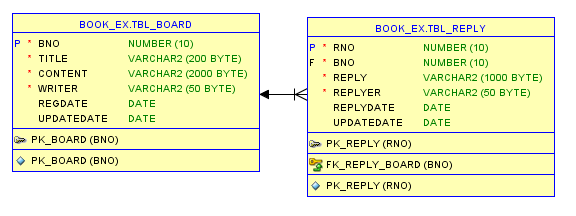 BOOK_EX.TBL_BOARD
P * BNO NUMBER (10)
* TITLE VARCHAR2 (200 BYTE)
* CONTENT VARCHAR2 (2000 BYTE)
* WRITER VARCHAR2 (50 BYTE)
REGDATE DATE
UPDATEDATE DATE
PK_BOARD (BNO)
PK_BOARD (BNO)
BOOK_EX.TBL_REPLY
P * RNO NUMBER (10)
F * BNO NUMBER (10)
* REPLY VARCHAR2 (1000 BYTE)
* REPLYER VARCHAR2 (50 BYTE)
REPLYDATE DATE
UPDATEDATE DATE
PK_REPLY (RNO)
FK_REPLY_BOARD (BNO)
PK_REPLY (RNO)